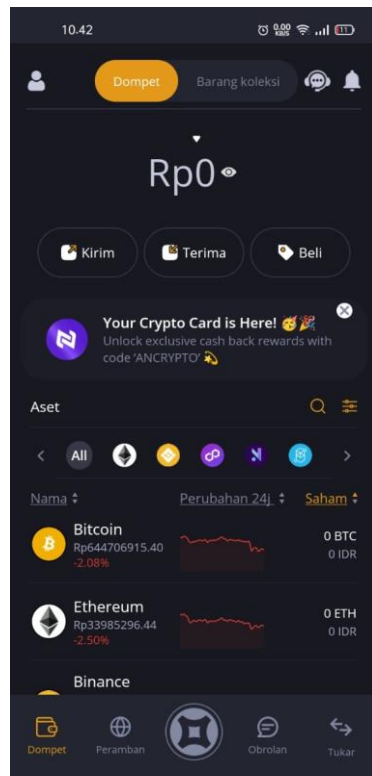 10.42
0.00 KB/S
11
Dompet
Barang koleksi
Rp0
Kirim
Terima
Beli
Your Crypto Card is Here! 🥳🎉
Unlock exclusive cash back rewards with
code 'ANCRYPTO' 💫
Aset
All
Nama
Perubahan 24j
Saham
Bitcoin
Rp644706915.40
-2.08%
0 BTC
0 IDR
Ethereum
Rp33985296.44
-2.50%
0 ETH
0 IDR
Binance
Dompet
Peramban
Obrolan
Tukar